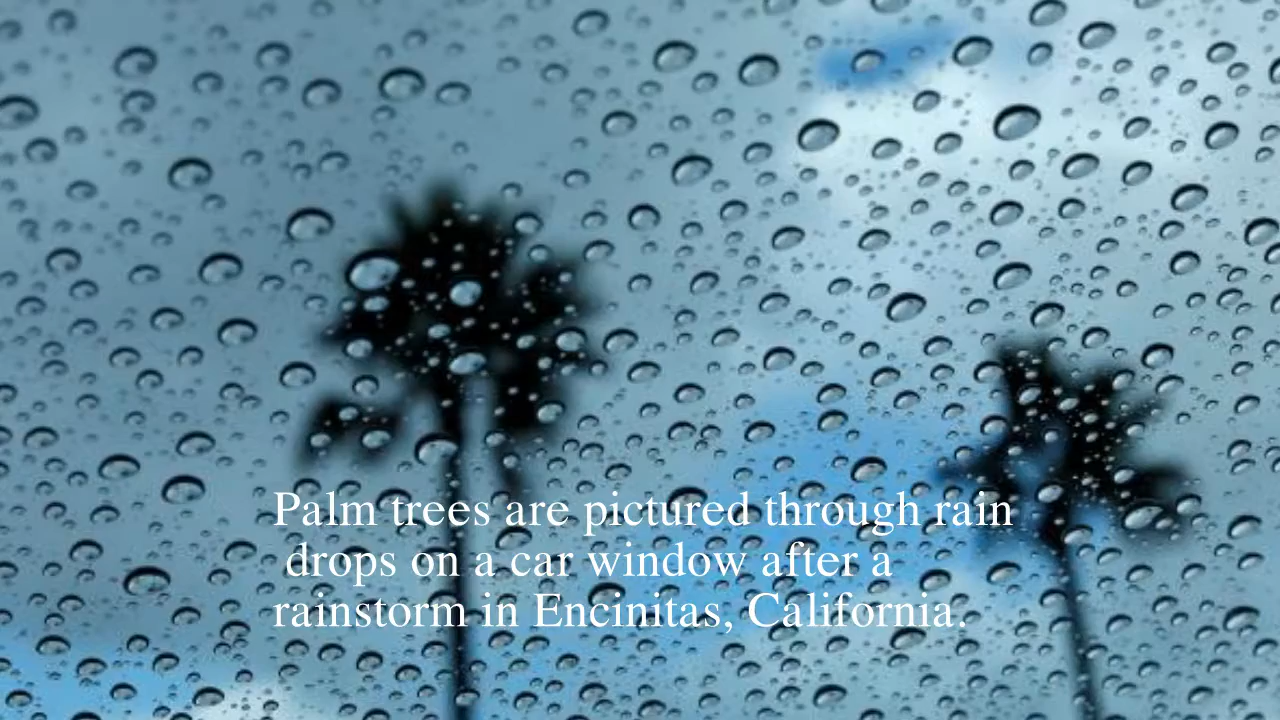 Palm trees are pictured through rain
drops on a car window after a
rainstorm in Encinitas, California.